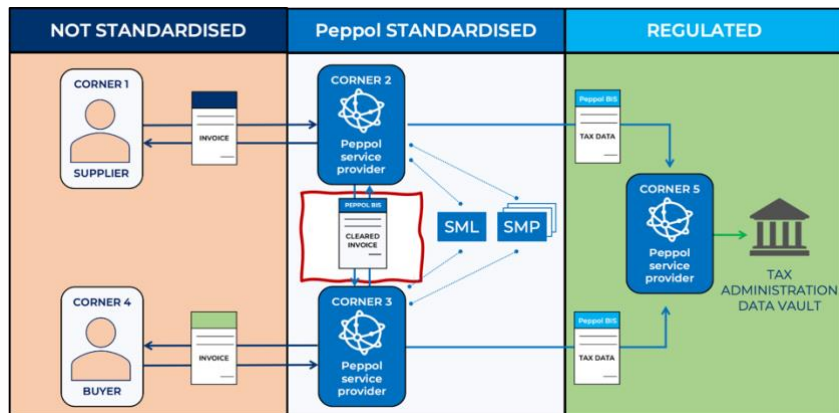 NOT STANDARDISED
Peppol STANDARDISED
REGULATED
CORNER 1
SUPPLIER
INVOICE
CORNER 2
Peppol
service
provider
Peppol BIS
TAX DATA
PEPPOL BIS
CLEARED
INVOICE
SML
SMP
CORNER 5
Peppol
service
provider
TAX
ADMINISTRATION
DATA VAULT
CORNER 4
BUYER
INVOICE
CORNER 3
Peppol
service
provider
Peppol BIS
TAX DATA